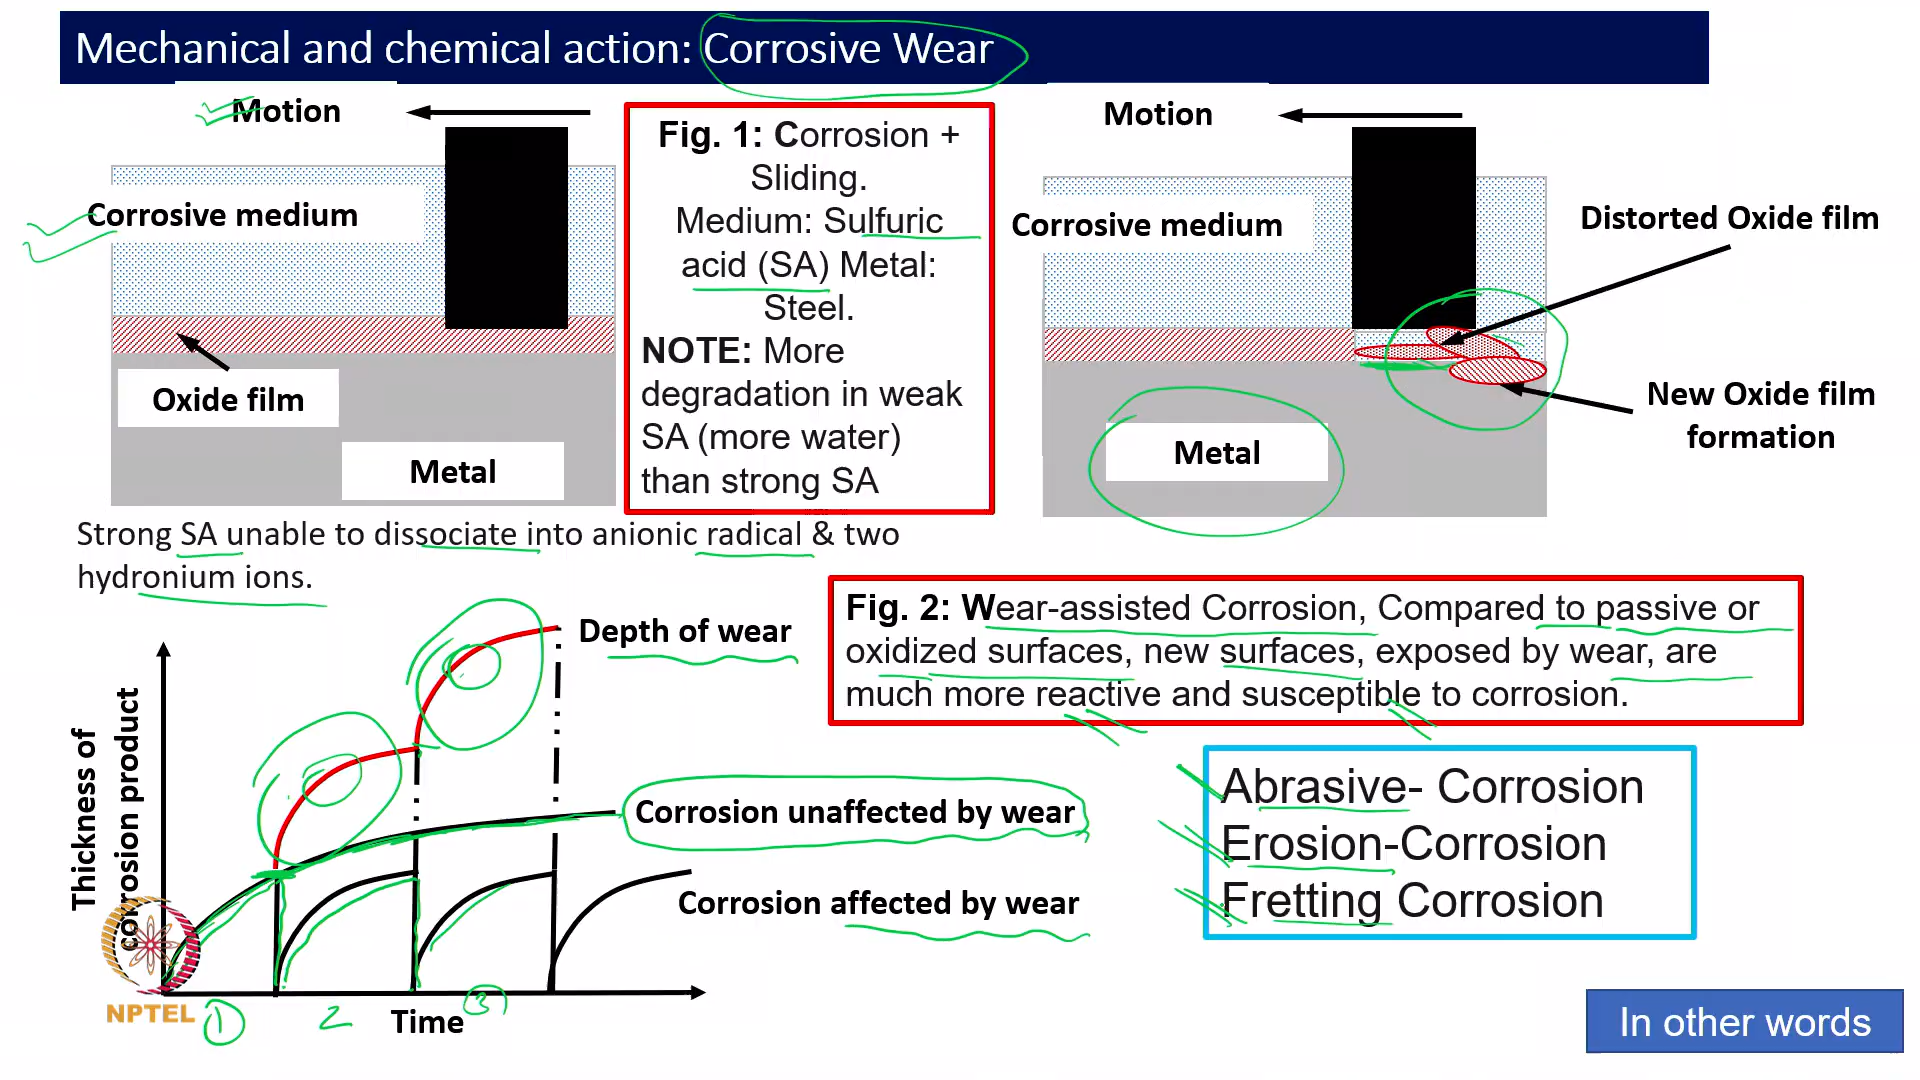 Mechanical and chemical action: Corrosive Wear
Motion
Corrosive medium
Oxide film
Metal
Fig. 1: Corrosion +
Sliding.
Medium: Sulfuric
acid (SA) Metal:
Steel.
NOTE: More
degradation in weak
SA (more water)
than strong SA
Motion
Corrosive medium
Distorted Oxide film
New Oxide film
formation
Metal
Strong SA unable to dissociate into anionic radical & two
hydronium ions.
Fig. 2: Wear-assisted Corrosion, Compared to passive or
oxidized surfaces, new surfaces, exposed by wear, are
much more reactive and susceptible to corrosion.
Depth of wear
Corrosion unaffected by wear
Corrosion affected by wear
Thickness of
corrosion product
Time
1
2
3
NPTEL
Abrasive- Corrosion
Erosion-Corrosion
Fretting Corrosion
In other words